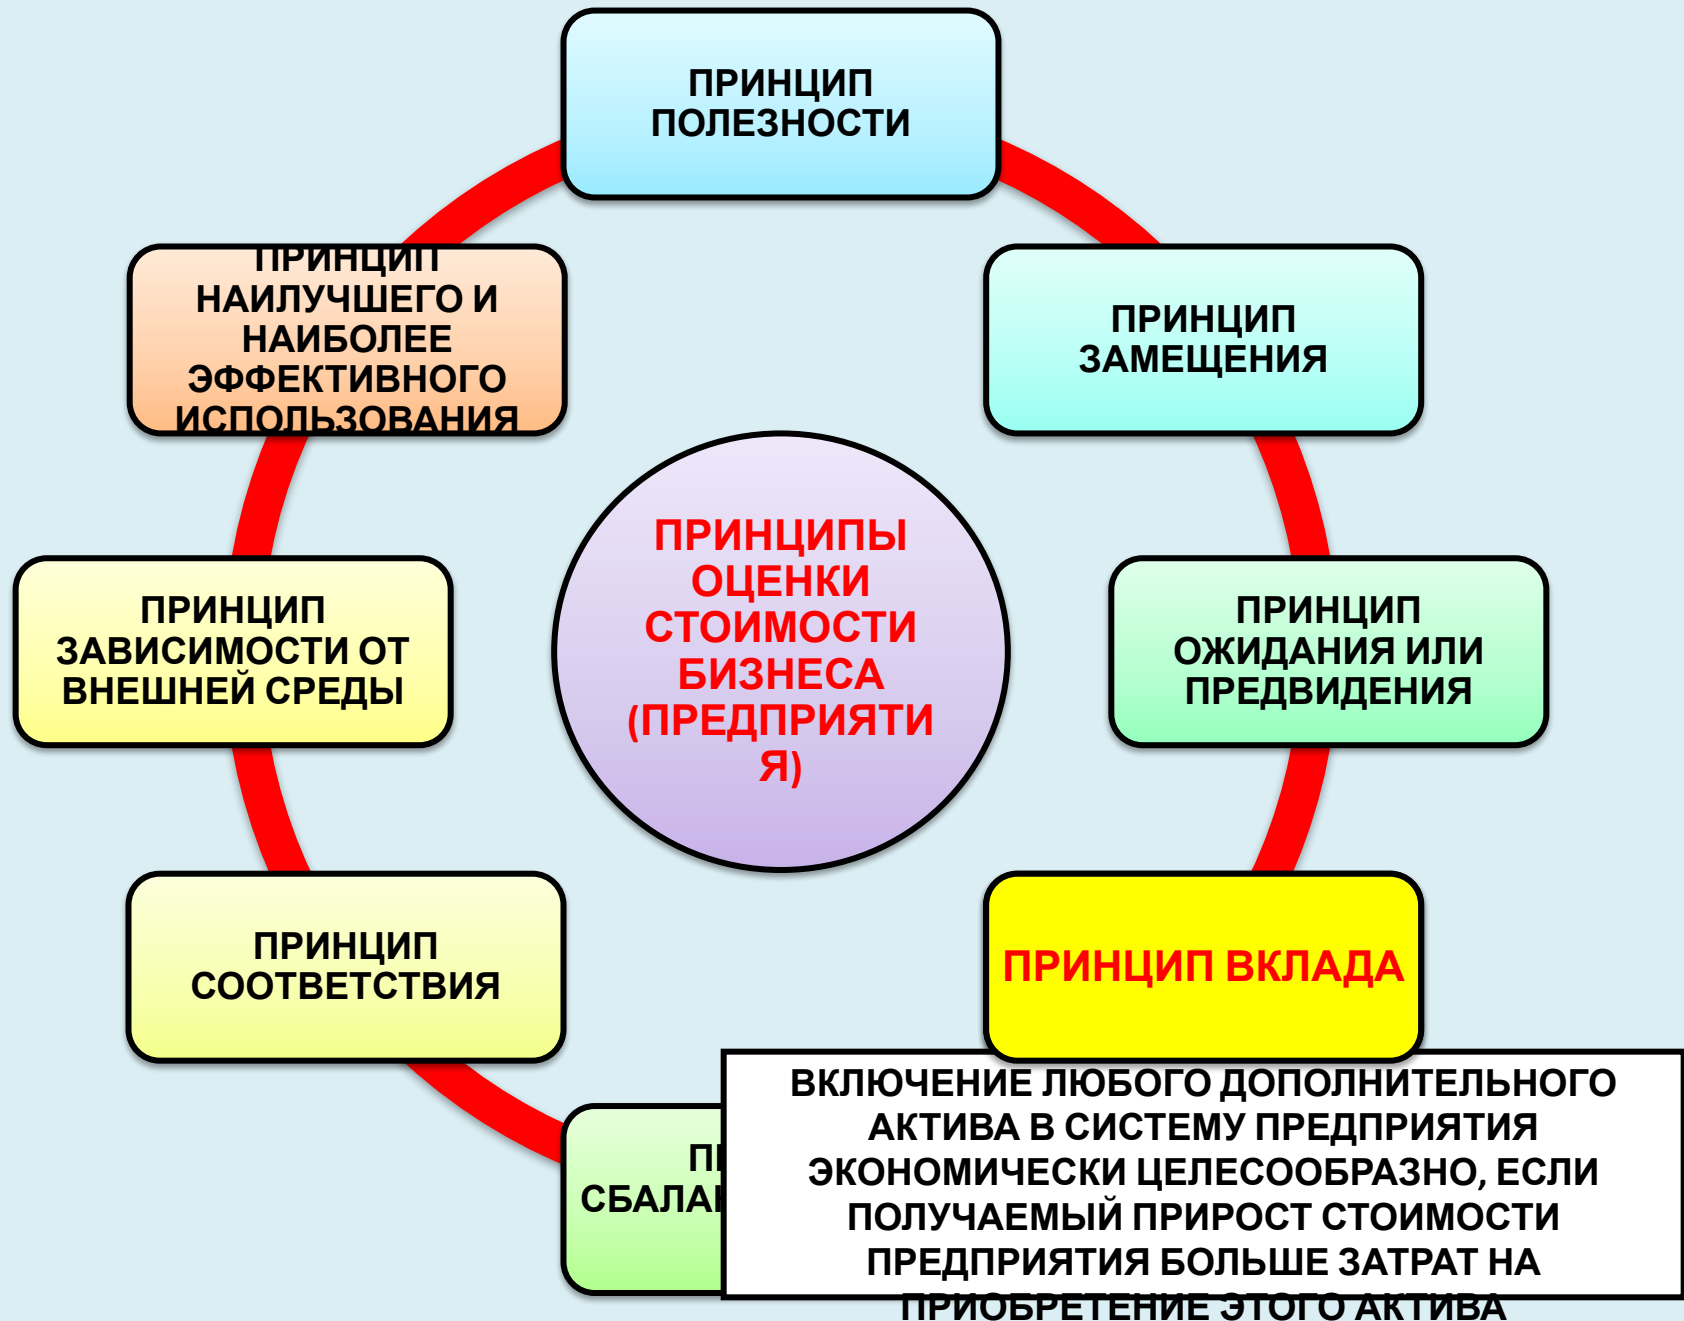 ПРИНЦИП
ПОЛЕЗНОСТИ
ПРИНЦИП
НАИЛУЧШЕГО И
НАИБОЛЕЕ
ЭФФЕКТИВНОГО
ИСПОЛЬЗОВАНИЯ
ПРИНЦИП
ЗАМЕЩЕНИЯ
ПРИНЦИПЫ
ОЦЕНКИ
СТОИМОСТИ
БИЗНЕСА
(ПРЕДПРИЯТИ
Я)
ПРИНЦИП
ЗАВИСИМОСТИ ОТ
ВНЕШНЕЙ СРЕДЫ
ПРИНЦИП
ОЖИДАНИЯ ИЛИ
ПРЕДВИДЕНИЯ
ПРИНЦИП
СООТВЕТСТВИЯ
ПРИНЦИП ВКЛАДА
ВКЛЮЧЕНИЕ ЛЮБОГО ДОПОЛНИТЕЛЬНОГО
АКТИВА В СИСТЕМУ ПРЕДПРИЯТИЯ
ЭКОНОМИЧЕСКИ ЦЕЛЕСООБРАЗНО, ЕСЛИ
ПОЛУЧАЕМЫЙ ПРИРОСТ СТОИМОСТИ
ПРЕДПРИЯТИЯ БОЛЬШЕ ЗАТРАТ НА
ПРИОБРЕТЕНИЕ ЭТОГО АКТИВА